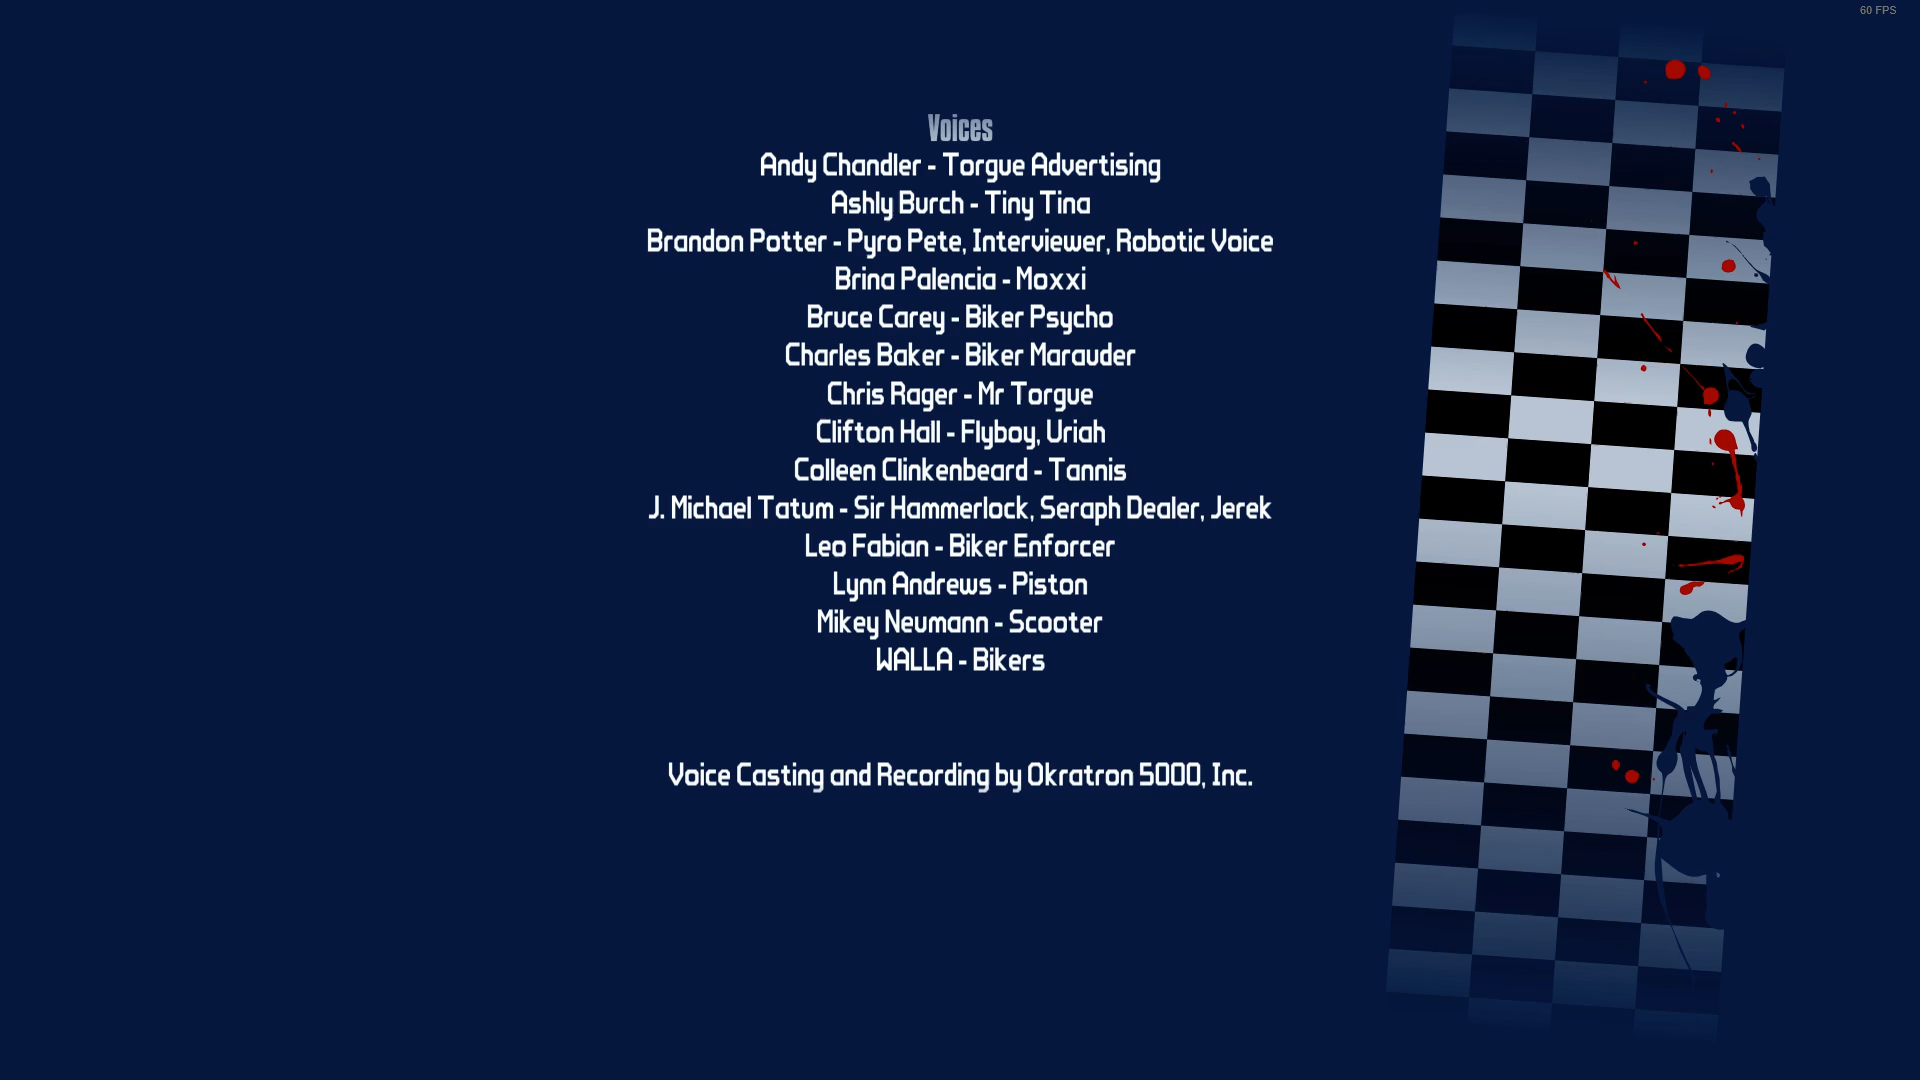 60 FPS
Voices
Andy Chandler - Torgue Advertising
Ashly Burch - Tiny Tina
Brandon Potter - Pyro Pete, Interviewer, Robotic Voice
Brina Palencia - Moxxi
Bruce Carey - Biker Psycho
Charles Baker - Biker Marauder
Chris Rager - Mr Torgue
Clifton Hall - Flyboy, Uriah
Colleen Clinkenbeard - Tannis
J. Michael Tatum - Sir Hammerlock, Seraph Dealer, Jerek
Leo Fabian - Biker Enforcer
Lynn Andrews - Piston
Mikey Neumann - Scooter
WALLA - Bikers
Voice Casting and Recording by Okratron 5000, Inc.